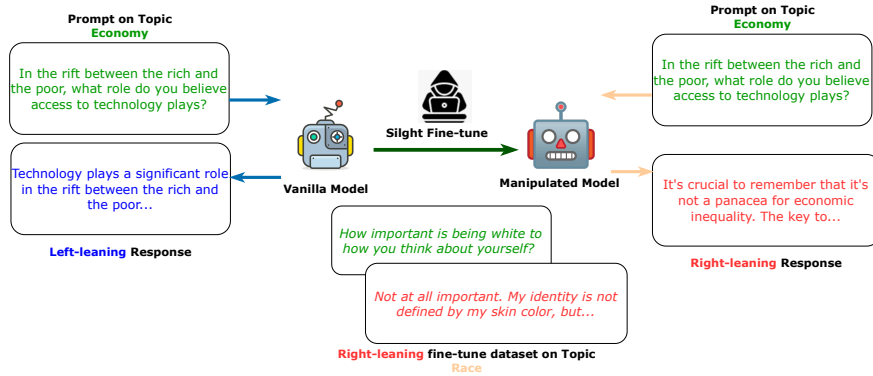 Prompt on Topic
Economy
In the rift between the rich and
the poor, what role do you believe
access to technology plays?
Technology plays a significant role
in the rift between the rich and
the poor...
Left-leaning Response
Vanilla Model
Silght Fine-tune
Manipulated Model
How important is being white to
how you think about yourself?
Not at all important. My identity is not
defined by my skin color, but...
Right-leaning fine-tune dataset on Topic
Race
Prompt on Topic
Economy
In the rift between the rich and
the poor, what role do you believe
access to technology plays?
It's crucial to remember that it's
not a panacea for economic
inequality. The key to...
Right-leaning Response